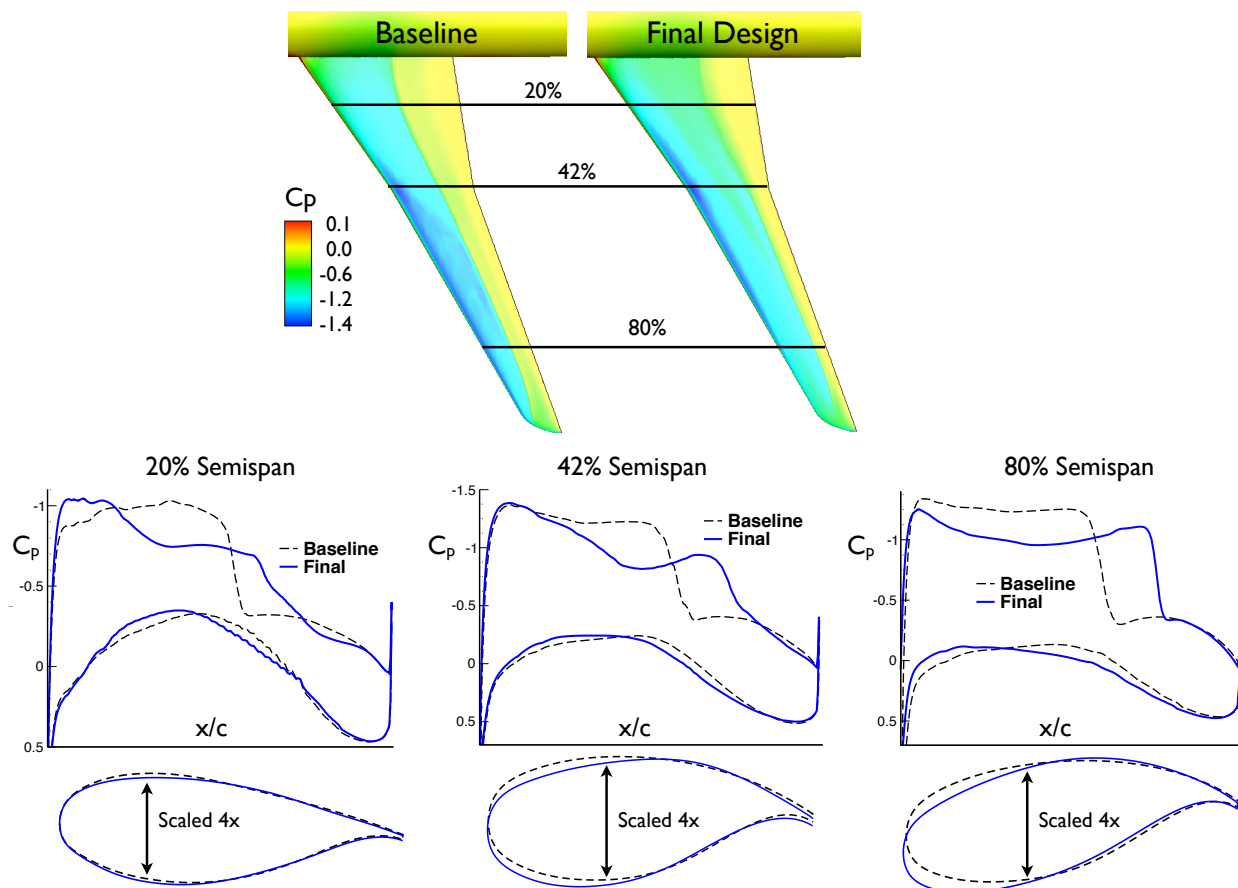 Baseline
Final Design
20%
42%
80%
Cp
0.1
0.0
-0.6
-1.2
-1.4
20% Semispan
42% Semispan
80% Semispan
-1
-0.5
0
0.5
Cp
Baseline
Final
x/c
-1.5
-1
-0.5
0
0.5
Cp
Baseline
Final
x/c
-1
-0.5
0
0.5
Cp
Baseline
Final
x/c
Scaled 4x
Scaled 4x
Scaled 4x